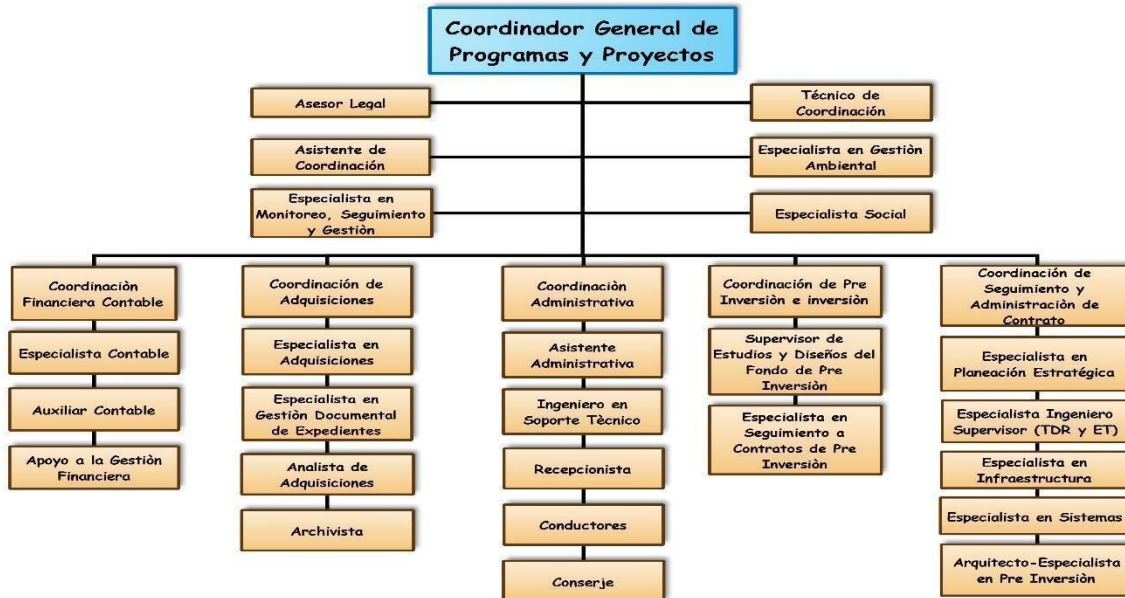 Coordinador General de
Programas y Proyectos
Asesor Legal
Técnico de
Coordinación
Asistente de
Coordinación
Especialista en Gestiòn
Ambiental
Especialista en
Monitoreo, Seguimiento
y Gestiòn
Especialista Social
Coordinaciòn
Financiera Contable
Especialista Contable
Auxiliar Contable
Apoyo a la Gestiòn
Financiera
Coordinación de
Adquisiciones
Especialista en
Adquisiciones
Especialista en
Gestiòn Documental
de Expedientes
Analista de
Adquisiciones
Archivista
Coordinaciòn
Administrativa
Asistente
Administrativa
Ingeniero en
Soporte Tècnico
Recepcionista
Conductores
Conserje
Coordinaciòn de Pre
Inversiòn e inversiòn
Supervisor de
Estudios y Diseños del
Fondo de Pre
Inversiòn
Especialista en
Seguimiento a
Contratos de Pre
Inversiòn
Coordinación de
Seguimiento y
Administraciòn de
Contrato
Especialista en
Planeación Estratégica
Especialista Ingeniero
Supervisor (TDR y ET)
Especialista en
Infraestructura
Especialista en Sistemas
Arquitecto-Especialista
en Pre Inversiòn